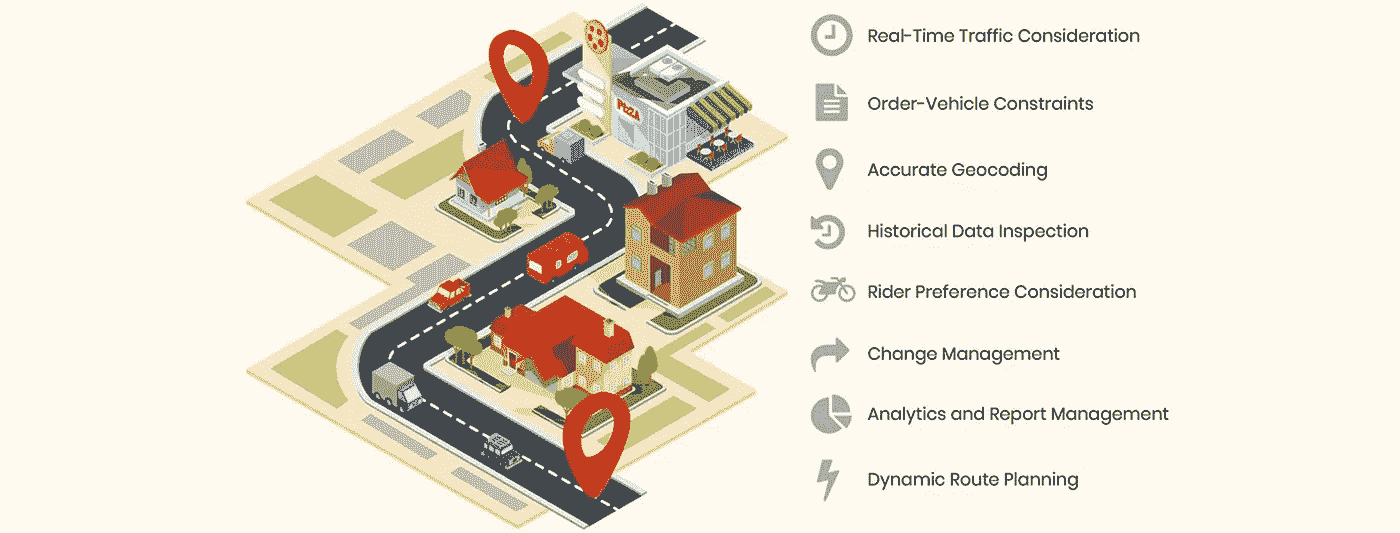 PIZZA
Real-Time Traffic Consideration
Order-Vehicle Constraints
Accurate Geocoding
Historical Data Inspection
Rider Preference Consideration
Change Management
Analytics and Report Management
Dynamic Route Planning